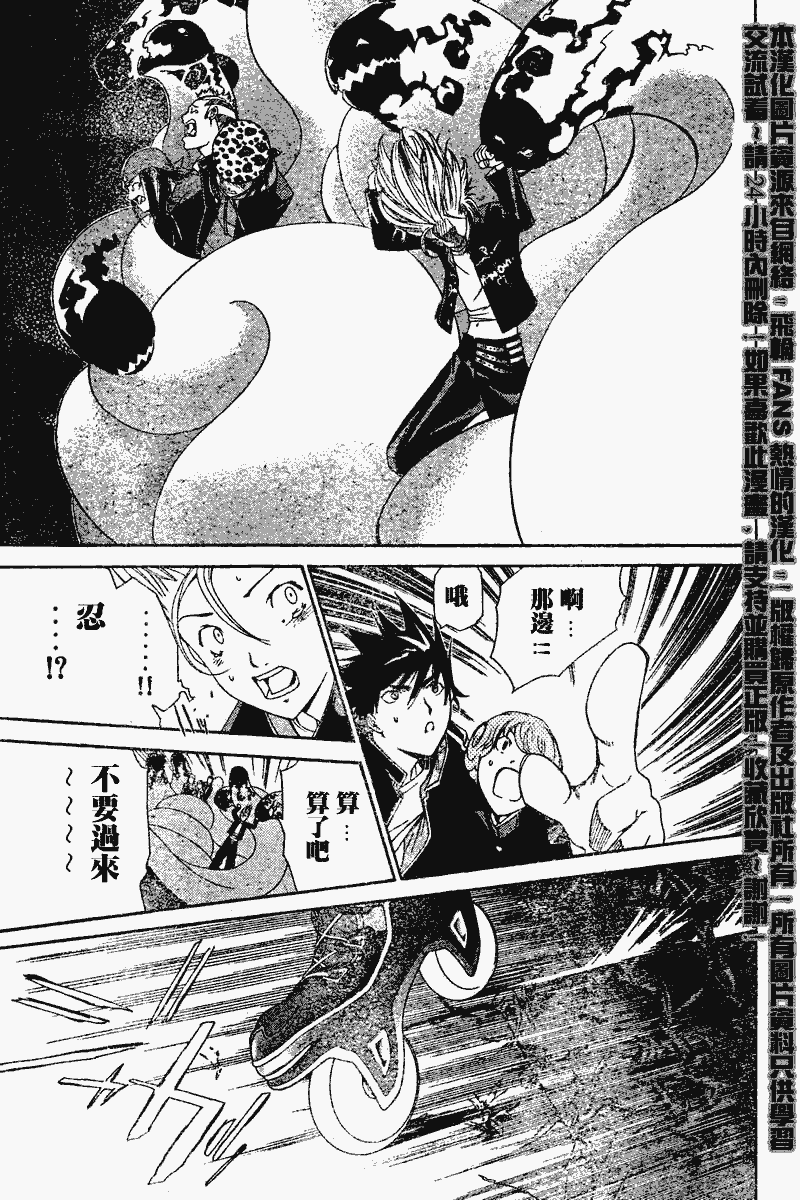 本漢化圖片資源來自網絡，飛輪FANS熱情的漢化，版權歸原作者及出版社所有，所有圖片資料只供學習
交流試看~請24小時內刪除！如果喜歡此漫畫，請支持並購買正版！收藏欣賞~謝謝！
啊…
那邊!!
哦
‥‥‥!!
忍
‥‥‥!?
算…
算了吧
不要過來
～～～～